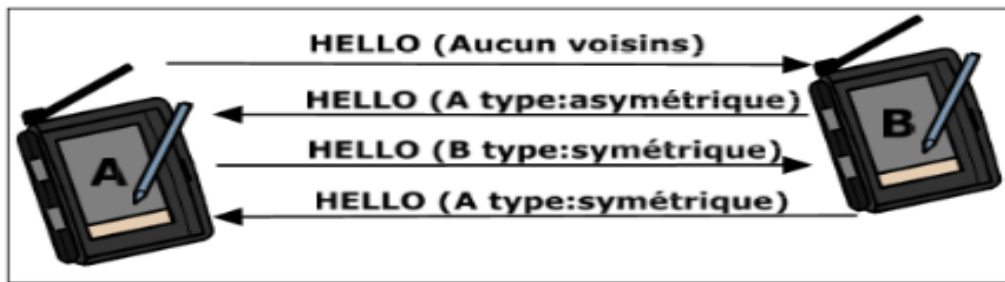 HELLO (Aucun voisins)
HELLO (A type:asymétrique)
A
B
HELLO (B type:symétrique)
HELLO (A type:symétrique)